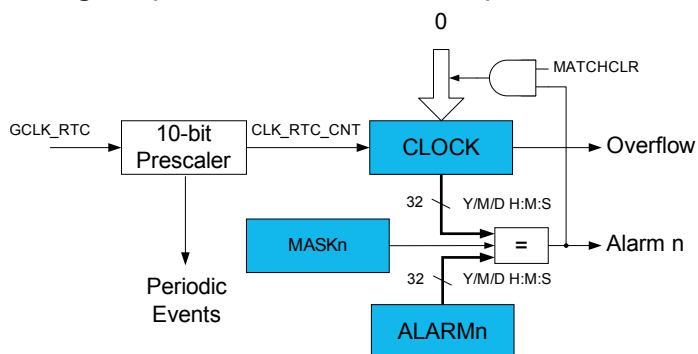 0
MATCHCLR
GCLK_RTC
10-bit
Prescaler
CLK_RTC_CNT
CLOCK
Overflow
32
Y/M/D H:M:S
MASKn
=
Alarm n
Periodic
Events
32
Y/M/D H:M:S
ALARMn